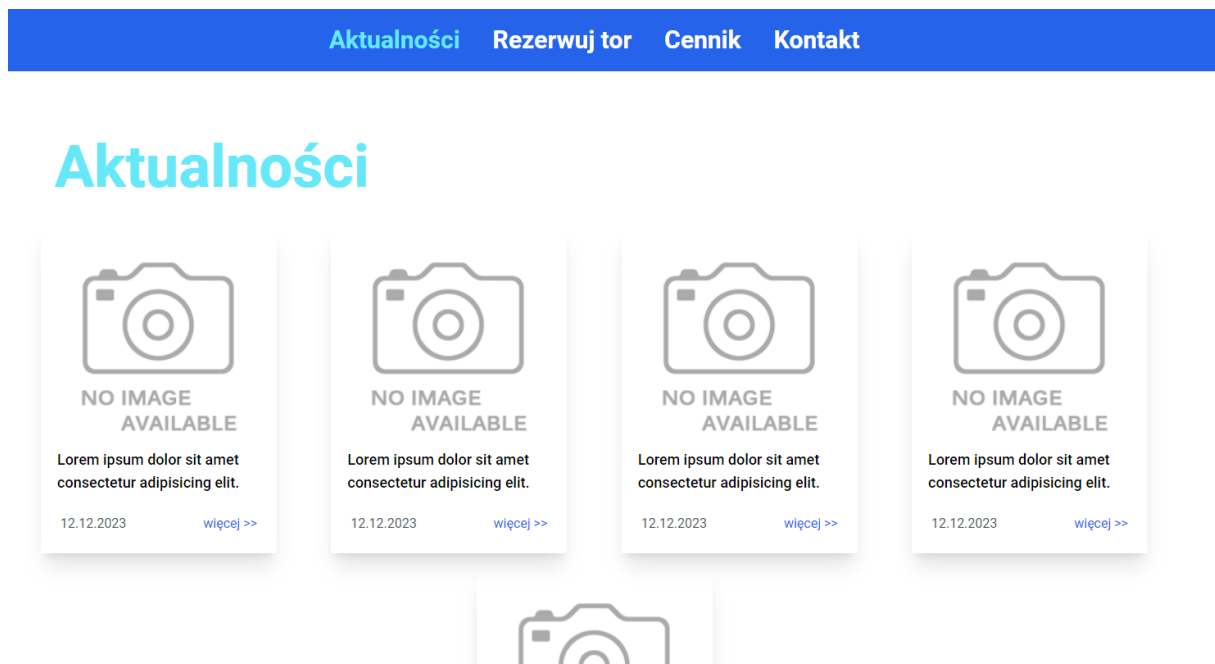 Aktualności Rezerwuj tor Cennik Kontakt
Aktualności
NO IMAGE
AVAILABLE
Lorem ipsum dolor sit amet
consectetur adipisicing elit.
12.12.2023 więcej >>
NO IMAGE
AVAILABLE
Lorem ipsum dolor sit amet
consectetur adipisicing elit.
12.12.2023 więcej >>
NO IMAGE
AVAILABLE
Lorem ipsum dolor sit amet
consectetur adipisicing elit.
12.12.2023 więcej >>
NO IMAGE
AVAILABLE
Lorem ipsum dolor sit amet
consectetur adipisicing elit.
12.12.2023 więcej >>